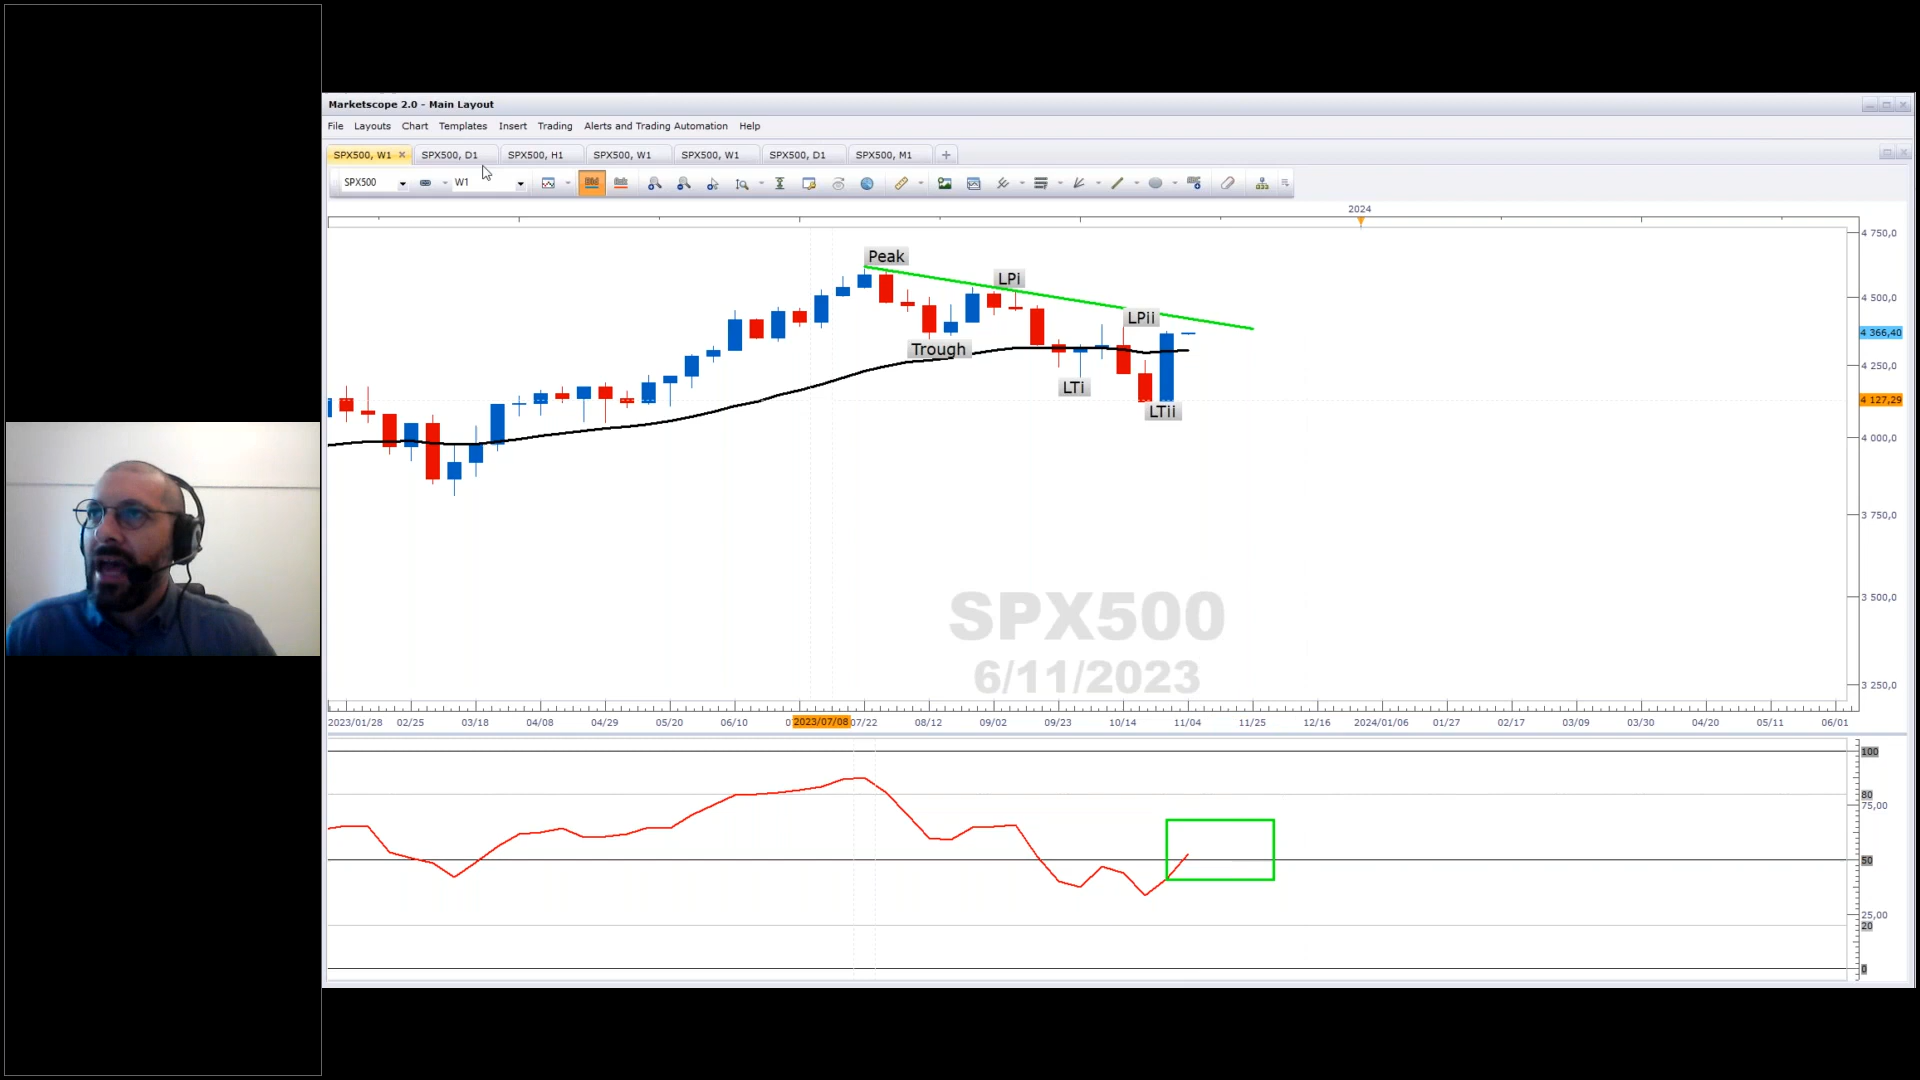 Marketscope 2.0 - Main Layout
File Layouts Chart Templates Insert Trading Alerts and Trading Automation Help
SPX500, W1 SPX500, D1 SPX500, H1 SPX500, W1 SPX500, W1 SPX500, D1 SPX500, M1
SPX500 W1
2024
4 750,0
Peak
LPi
4 500,0
LPii
4 366,40
Trough
4 250,0
LTi
4 127,29
LTii
4 000,0
3 750,0
3 500,0
SPX500
6/11/2023
3 250,0
2023/01/28 02/25 03/18 04/08 04/29 05/20 06/10 0 2023/07/08 07/22 08/12 09/02 09/23 10/14 11/04 11/25 12/16 2024/01/06 01/27 02/17 03/09 03/30 04/20 05/11 06/01
100
80
75,00
50
25,00
20
0